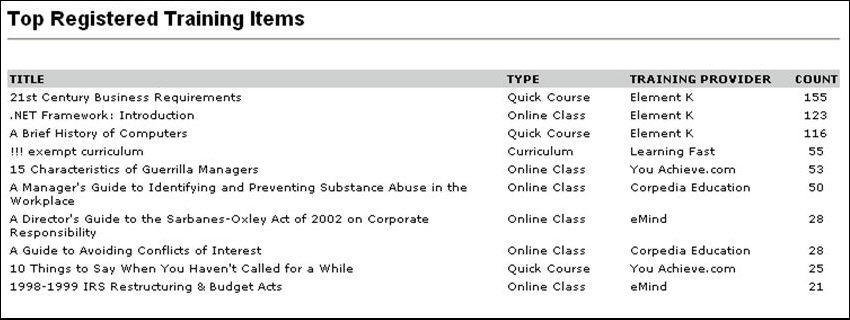 Top Registered Training Items
TITLE TYPE TRAINING PROVIDER COUNT
21st Century Business Requirements Quick Course Element K 155
.NET Framework: Introduction Online Class Element K 123
A Brief History of Computers Quick Course Element K 116
!!! exempt curriculum Curriculum Learning Fast 55
15 Characteristics of Guerrilla Managers Online Class You Achieve.com 53
A Manager's Guide to Identifying and Preventing Substance Abuse in the Online Class Corpedia Education 50
Workplace
A Director's Guide to the Sarbanes-Oxley Act of 2002 on Corporate Online Class eMind 28
Responsibility
A Guide to Avoiding Conflicts of Interest Online Class Corpedia Education 28
10 Things to Say When You Haven't Called for a While Quick Course You Achieve.com 25
1998-1999 IRS Restructuring & Budget Acts Online Class eMind 21